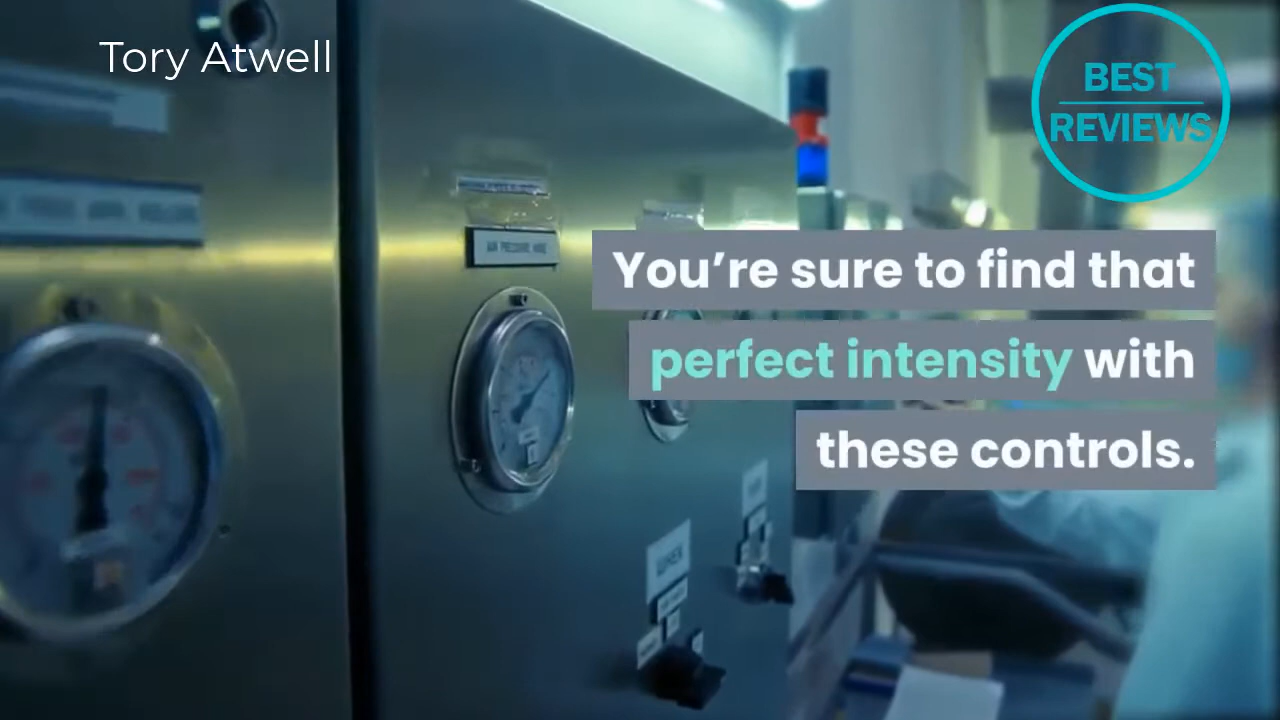 Tory Atwell
BEST
REVIEWS
You're sure to find that
perfect intensity with
these controls.